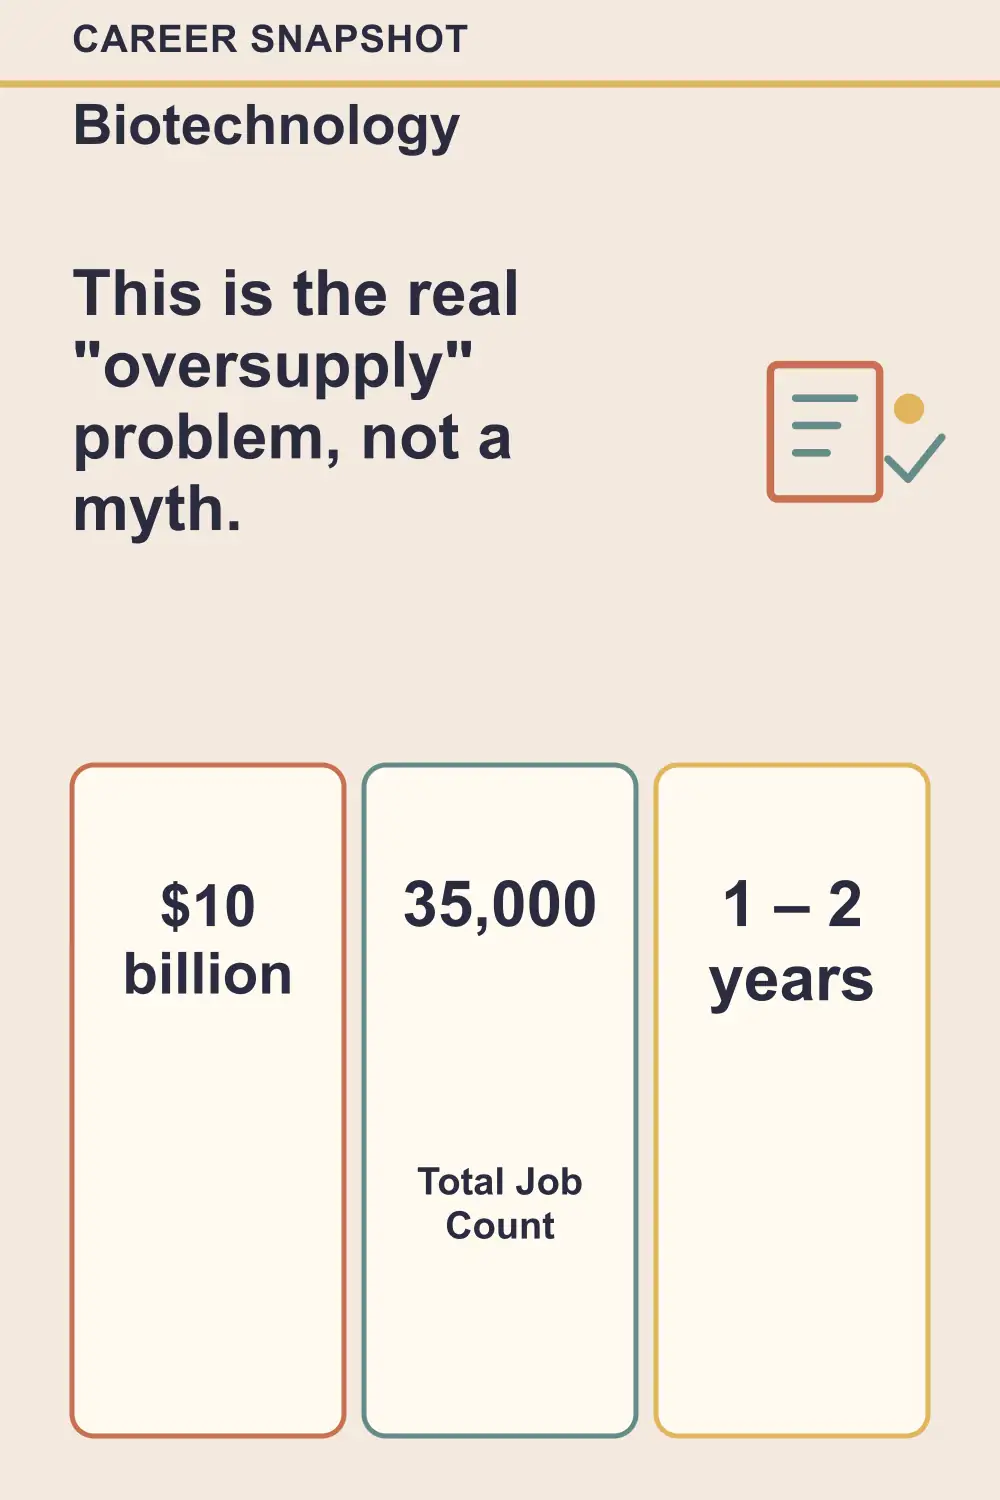 CAREER SNAPSHOT
Biotechnology
This is the real
"oversupply"
problem, not a
myth.
$10
billion
35,000
Total Job
Count
1 – 2
years